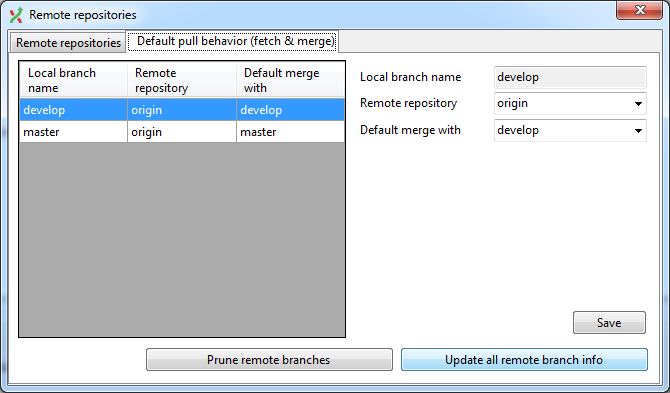 Remote repositories
Remote repositories
Default pull behavior (fetch & merge)
Local branch name
Remote repository
Default merge with
develop
origin
develop
master
origin
master
Local branch name
develop
Remote repository
origin
Default merge with
develop
Save
Prune remote branches
Update all remote branch info